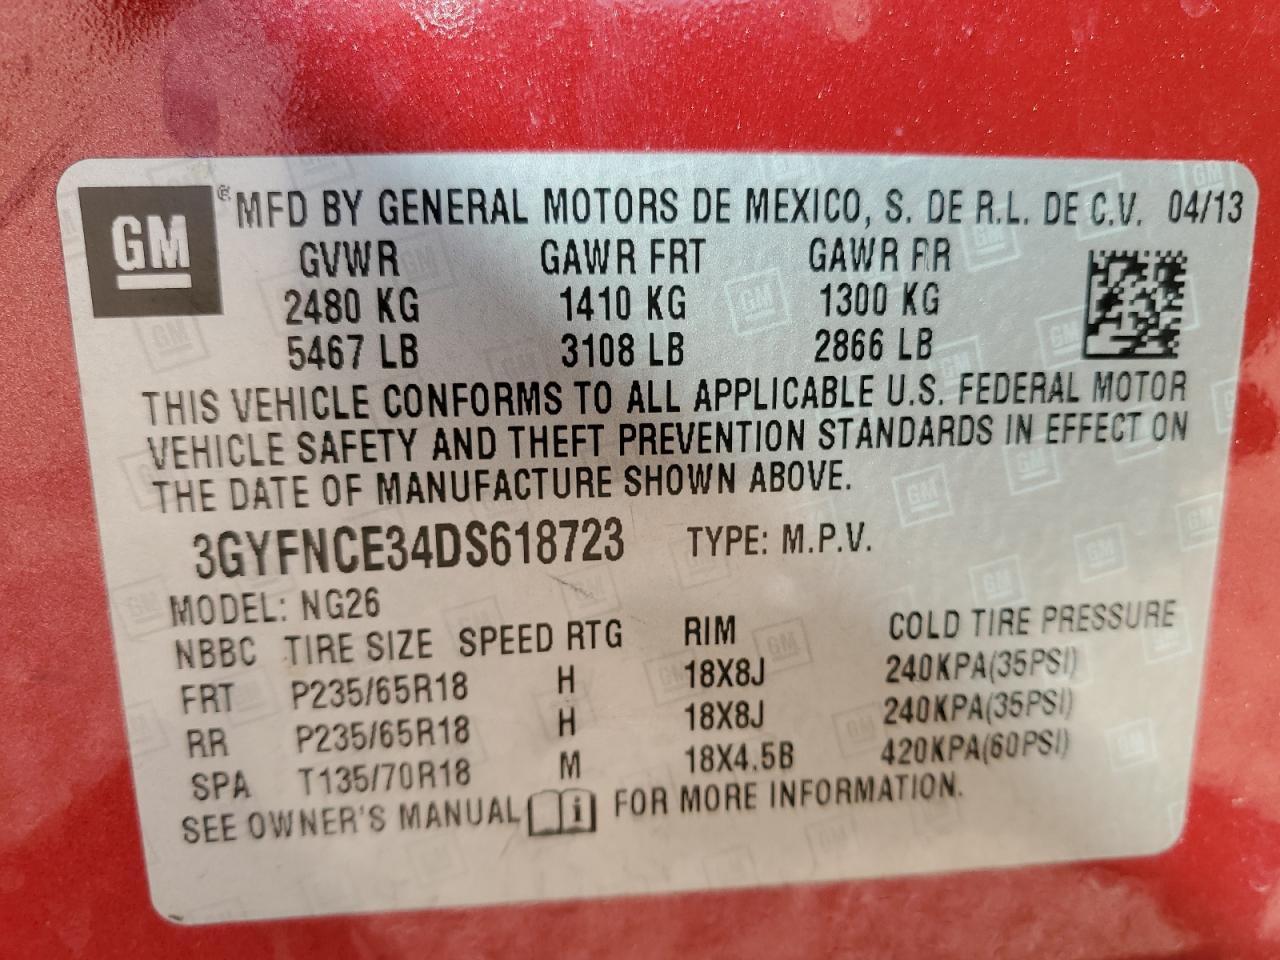 GM ® MFD BY GENERAL MOTORS DE MEXICO, S. DE R.L. DE C.V. 04/13
GVWR GAWR FRT GAWR RR
2480 KG 1410 KG 1300 KG
5467 LB 3108 LB 2866 LB
THIS VEHICLE CONFORMS TO ALL APPLICABLE U.S. FEDERAL MOTOR
VEHICLE SAFETY AND THEFT PREVENTION STANDARDS IN EFFECT ON
THE DATE OF MANUFACTURE SHOWN ABOVE.
3GYFNCE34DS618723 TYPE: M.P.V.
MODEL: NG26
NBBC TIRE SIZE SPEED RTG RIM COLD TIRE PRESSURE
FRT P235/65R18 H 18X8J 240KPA(35PSI)
RR P235/65R18 H 18X8J 240KPA(35PSI)
SPA T135/70R18 M 18X4.5B 420KPA(60PSI)
SEE OWNER'S MANUAL i FOR MORE INFORMATION.